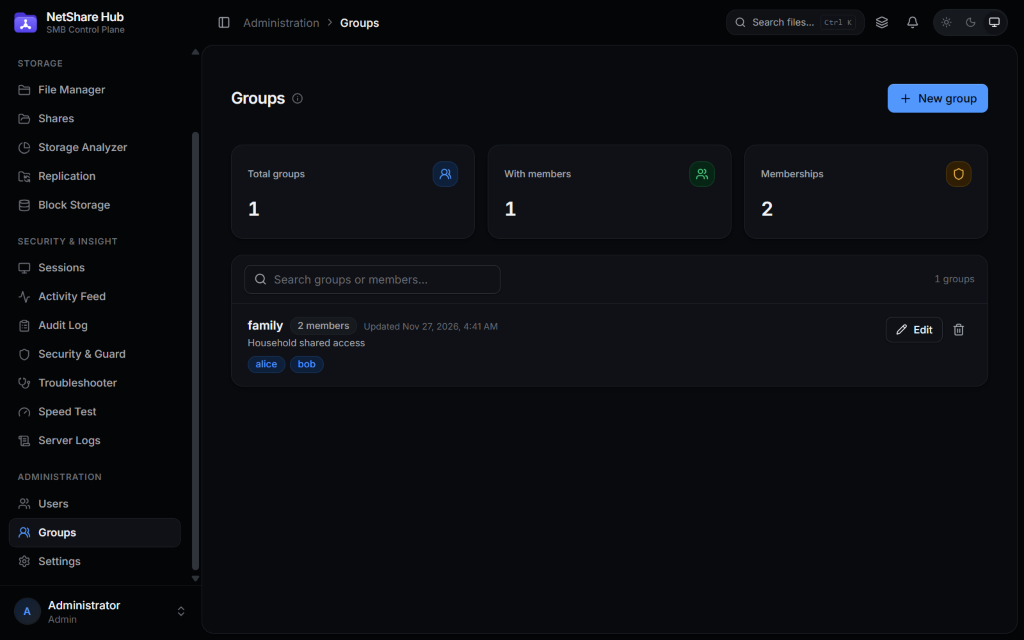 NetShare Hub
SMB Control Plane
STORAGE
File Manager
Shares
Storage Analyzer
Replication
Block Storage
SECURITY & INSIGHT
Sessions
Activity Feed
Audit Log
Security & Guard
Troubleshooter
Speed Test
Server Logs
ADMINISTRATION
Users
Groups
Settings
A
Administrator
Admin
Administration > Groups
Search files... Ctrl K
Groups
New group
Total groups
1
With members
1
Memberships
2
Search groups or members...
1 groups
family 2 members Updated Nov 27, 2026, 4:41 AM
Household shared access
alice bob
Edit